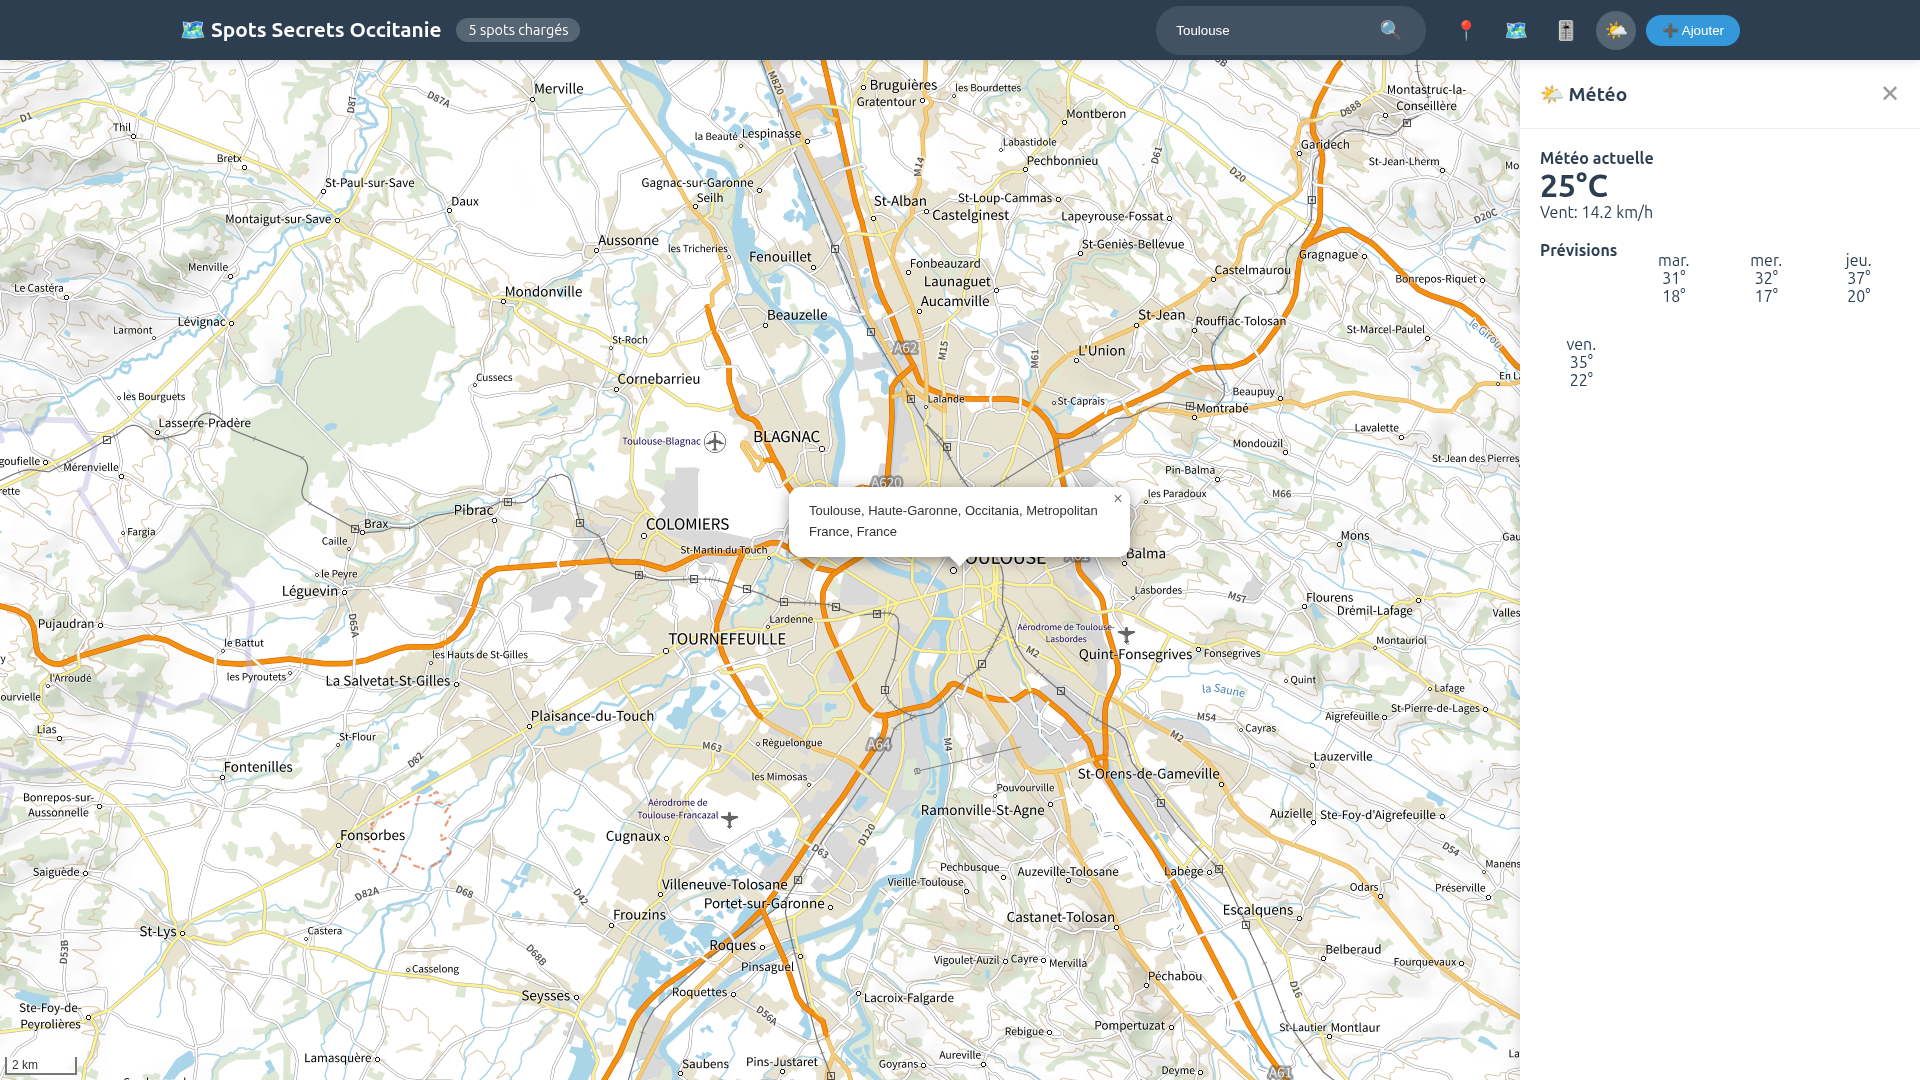 Spots Secrets Occitanie
5 spots chargés
Toulouse
Ajouter
Météo
Météo actuelle
25°C
Vent: 14.2 km/h
Prévisions
mar.
31°
18°
mer.
32°
17°
jeu.
37°
20°
ven.
35°
22°
Toulouse, Haute-Garonne, Occitania, Metropolitan
France, France
×
D1
Thil
Bretx
St-Paul-sur-Save
D87
D87A
Merville
Daux
Montaigut-sur-Save
Menville
Le Castéra
Larmont
Lévignac
Mondonville
Aussonne
les Tricheries
Gagnac-sur-Garonne
Seilh
la Beauté
Lespinasse
M820
Bruguières
Gratentour
les Bourdettes
Montberon
Labastidole
Pechbonnieu
M14
St-Alban
Castelginest
St-Loup-Cammas
Lapeyrouse-Fossat
D61
D20
Montastruc-la-
Conseillère
D888
Garidech
St-Jean-Lherm
D20C
Gragnague
Bonrepos-Riquet
St-Geniès-Bellevue
Castelmaurou
Fenouillet
Fonbeauzard
Launaguet
Aucamville
Beauzelle
St-Jean
Rouffiac-Tolosan
St-Marcel-Paulel
le Girou
A62
M15
M61
L'Union
St-Roch
Cornebarrieu
Cussecs
les Bourguets
Lasserre-Pradère
Mérenvielle
Lalande
St-Caprais
Beaupuy
Montrabé
Lavalette
Mondouzil
St-Jean des Pierres
Toulouse-Blagnac
BLAGNAC
A620
Pin-Balma
les Paradoux
M66
Pibrac
Brax
Caille
Fargia
COLOMIERS
St-Martin du Touch
OULOUSE
Balma
Mons
le Peyre
Léguevin
Pujaudran
D65A
le Battut
les Hauts de St-Gilles
les Pyroutets
La Salvetat-St-Gilles
l'Arroudé
Lias
TOURNEFEUILLE
Lardenne
Lasbordes
M57
Flourens
Drémil-Lafage
Aérodrome de Toulouse-
Lasbordes
Quint-Fonsegrives
Fonsegrives
Montauriol
M2
Quint
la Saune
Lafage
St-Pierre-de-Lages
Aigrefeuille
M54
Cayras
M2
Lauzerville
Plaisance-du-Touch
St-Flour
D82
Fontenilles
Bonrepos-sur-
Aussonnelle
M63
Règuelongue
les Mimosas
A64
M4
St-Orens-de-Gameville
Pouvourville
Ramonville-St-Agne
Auzielle
Ste-Foy-d'Aigrefeuille
Aérodrome de
Toulouse-Francazal
Cugnaux
Fonsorbes
Saiguède
D82A
D68
D42
D63
D120
Pechbusque
Vieille-Toulouse
Auzeville-Tolosane
Labège
D54
Odars
Préserville
Villeneuve-Tolosane
Portet-sur-Garonne
Frouzins
Castanet-Tolosan
Escalquens
St-Lys
Castera
D53B
D68B
Casselong
Roques
Pinsaguel
Vigoulet-Auzil
Cayre
Mervilla
Belberaud
Fourquevaux
Péchabou
Seysses
Roquettes
D56A
Lacroix-Falgarde
D16
Ste-Foy-de-
Peyrolières
Rebigue
Pompertuzat
St-Lautier
Montlaur
Lamasquère
Saubens
Pins-Justaret
Goyrans
Aureville
Deyme
A61
2 km